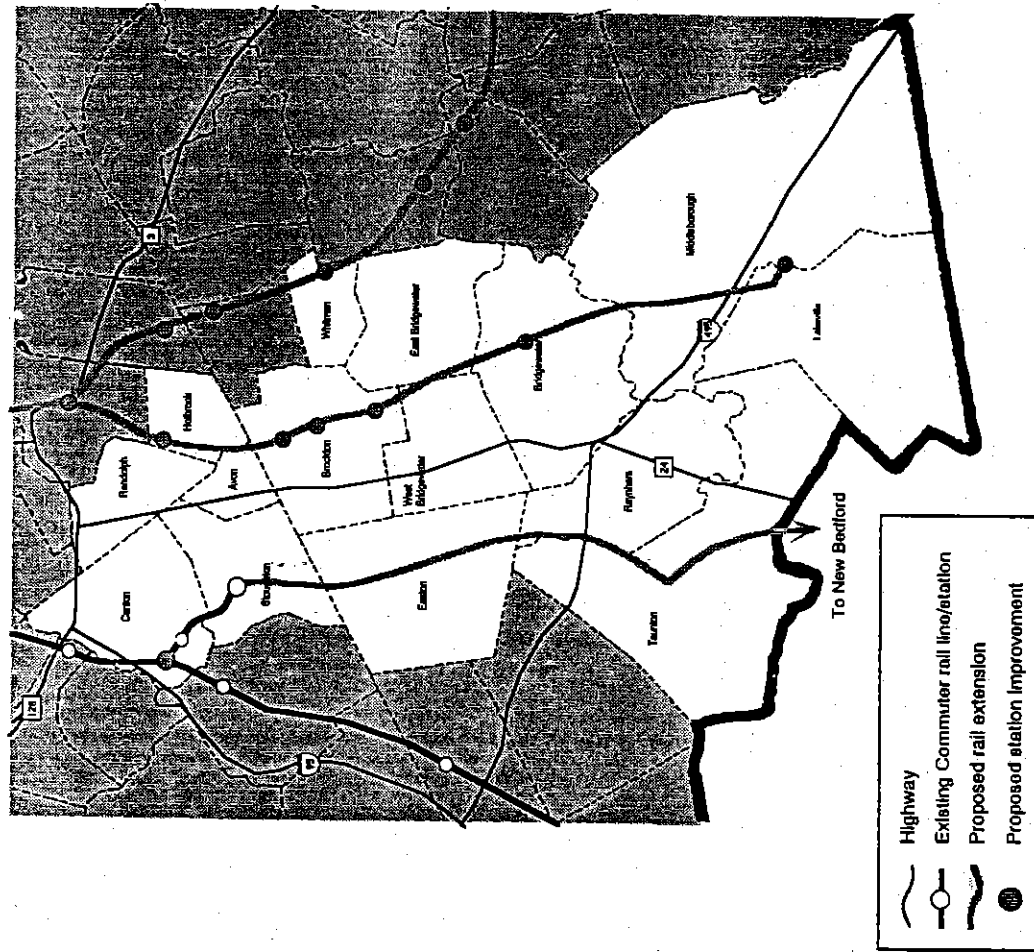 128
3
95
Canton
Randolph
Holbrook
Avon
Stoughton
Brockton
Whitman
Easton
West
Bridgewater
East Bridgewater
Bridgewater
Raynham
24
495
Taunton
Middleborough
Lakeville
To New Bedford
Highway
Existing Commuter rail line/station
Proposed rail extension
Proposed station Improvement